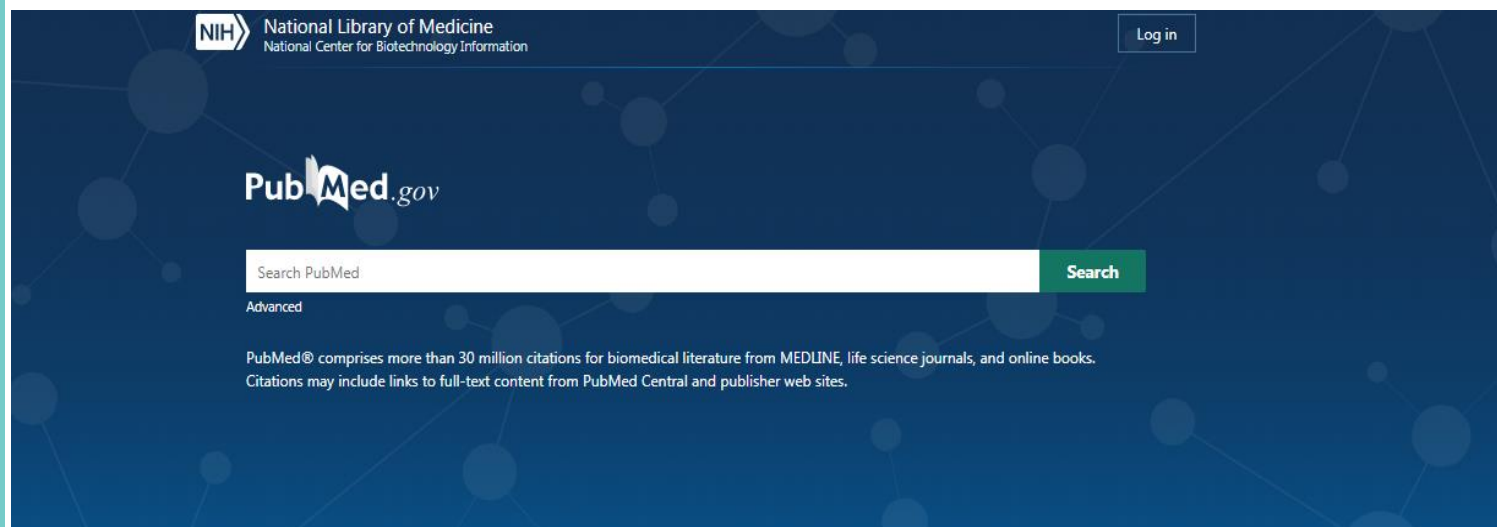 NIH National Library of Medicine
National Center for Biotechnology Information
Log in
PubMed.gov
Search PubMed
Search
Advanced
PubMed® comprises more than 30 million citations for biomedical literature from MEDLINE, life science journals, and online books.
Citations may include links to full-text content from PubMed Central and publisher web sites.